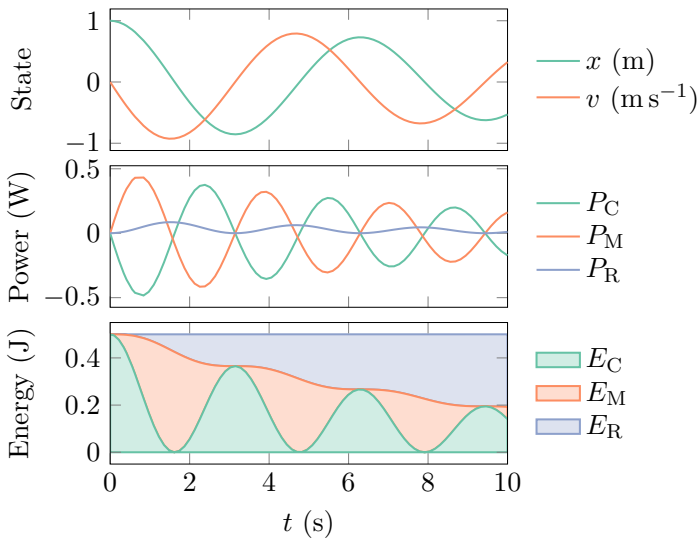 State
1
0
−1
x (m)
v (m s⁻¹)
Power (W)
0.5
0
−0.5
P_C
P_M
P_R
Energy (J)
0.4
0.2
0
E_C
E_M
E_R
0 2 4 6 8 10
t (s)